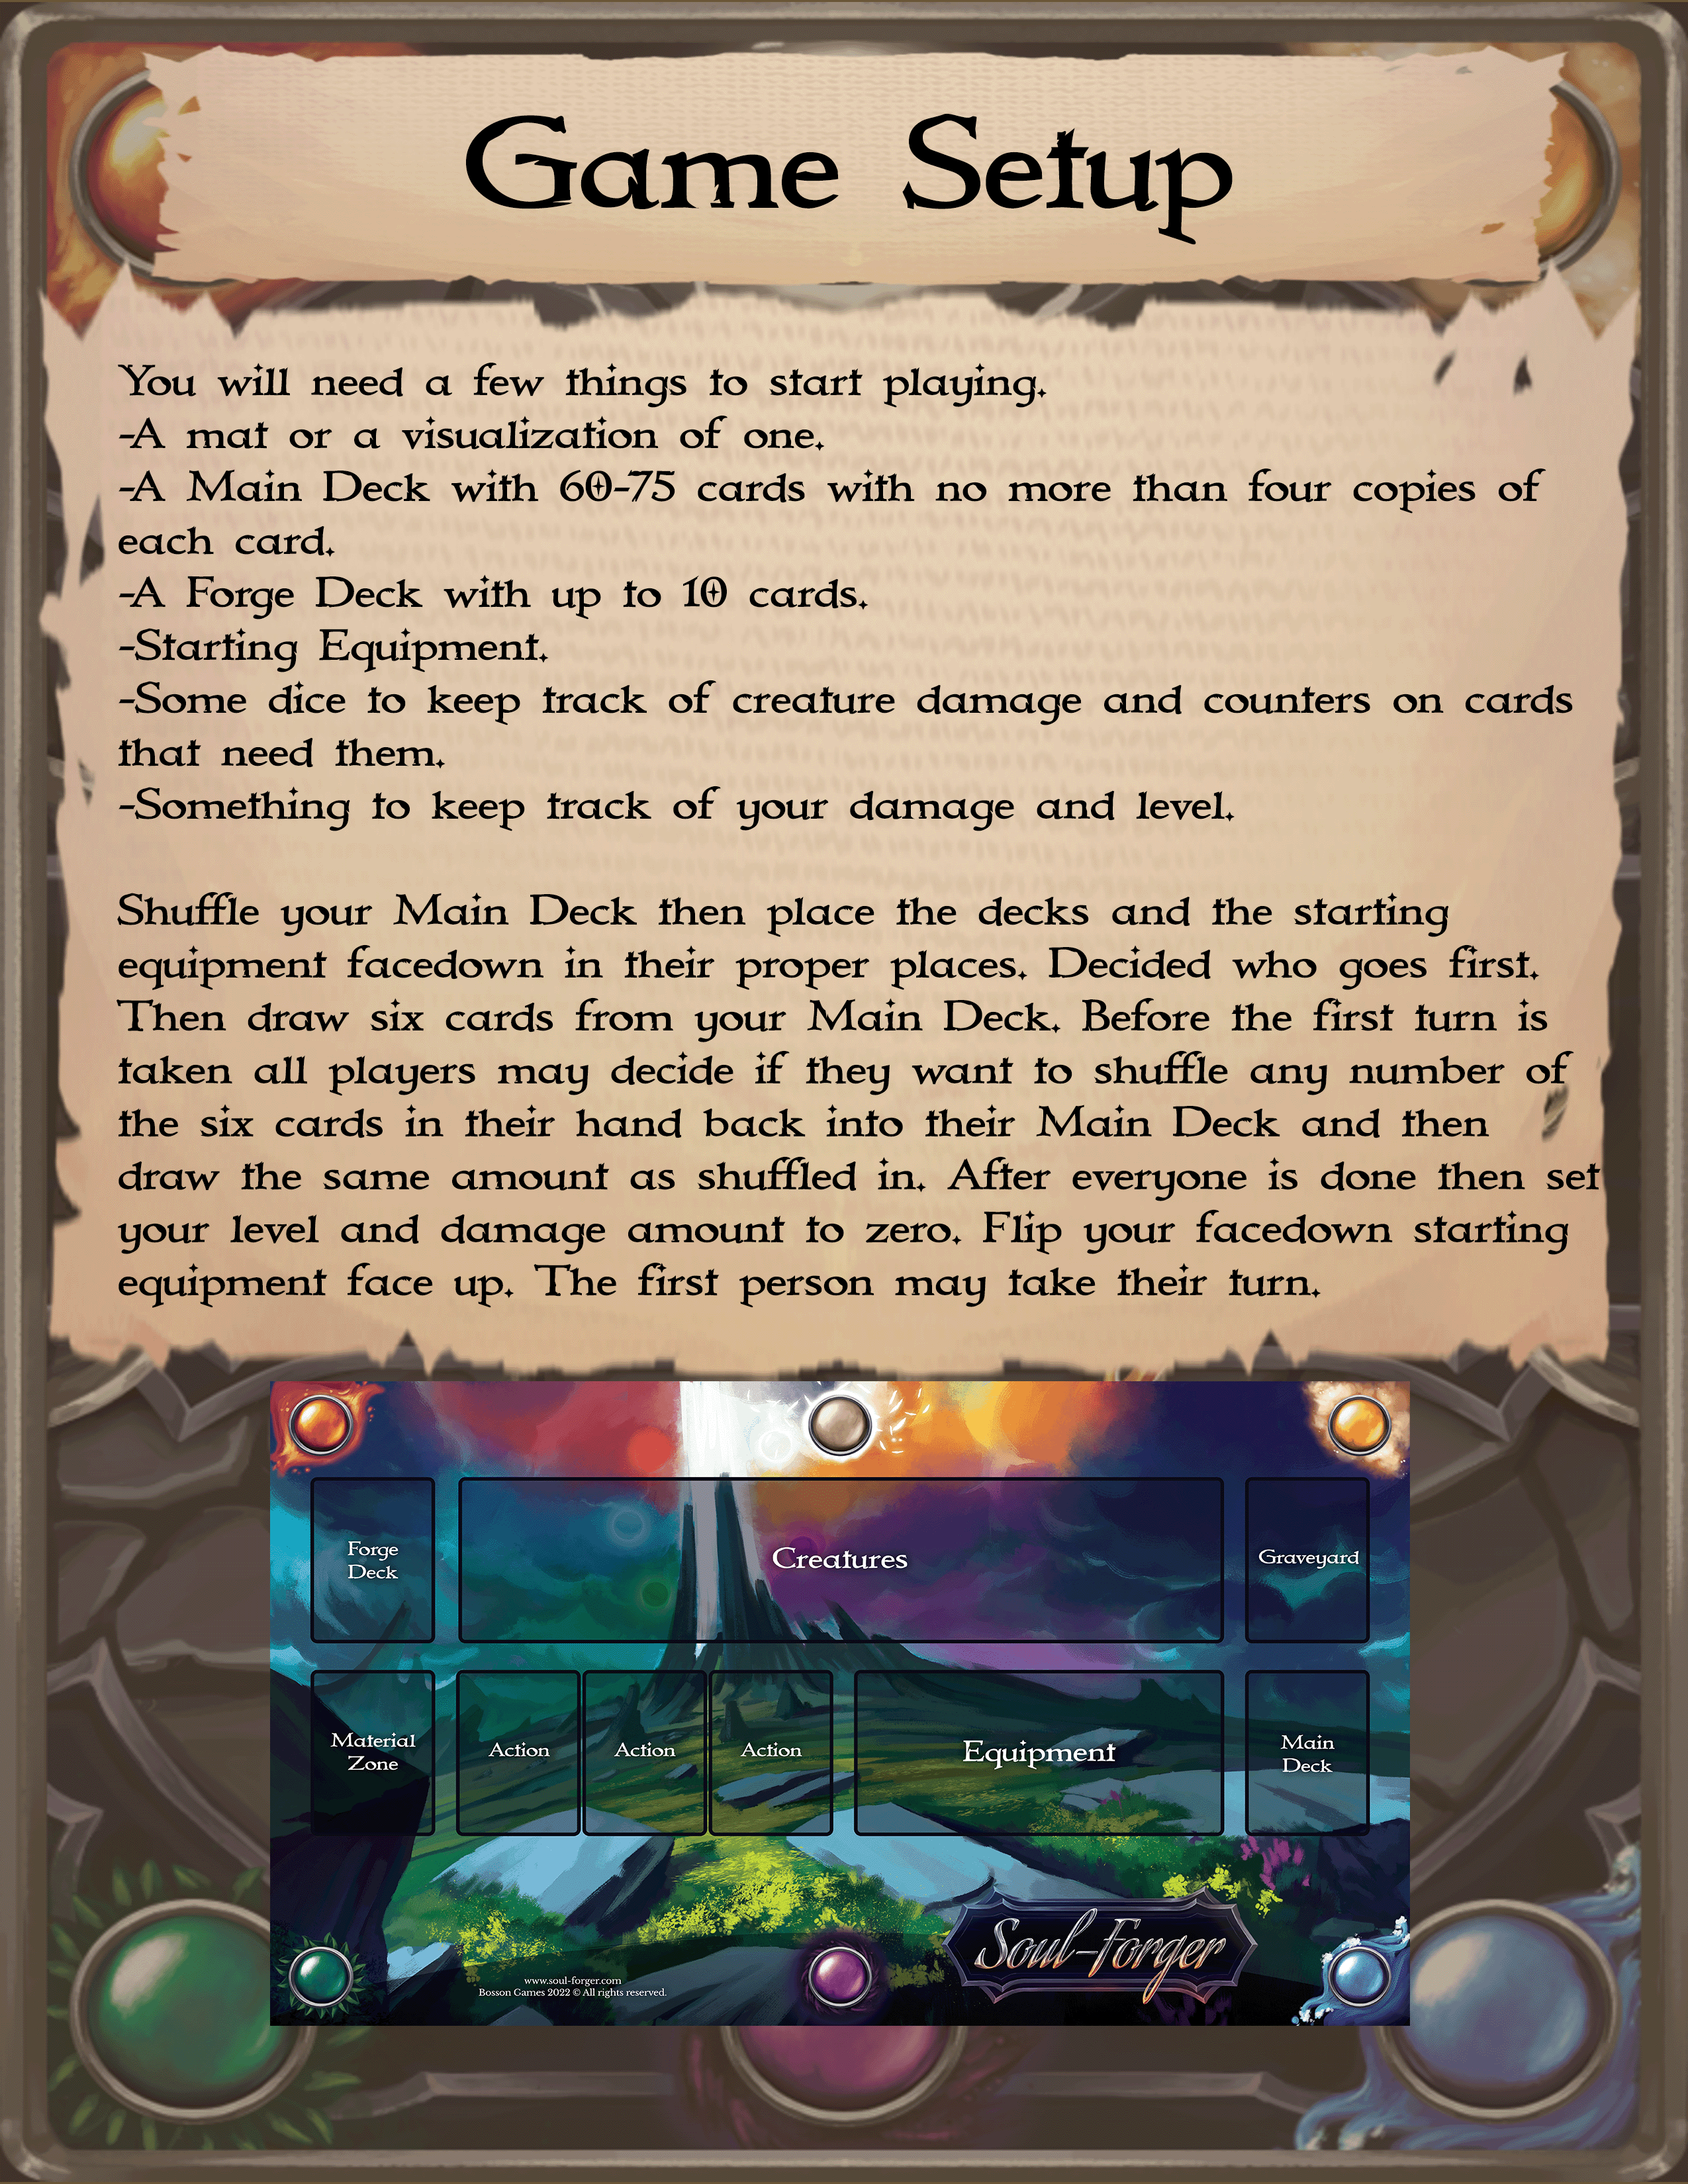 Game Setup
You will need a few things to start playing.
-A mat or a visualization of one.
-A Main Deck with 60-75 cards with no more than four copies of
each card.
-A Forge Deck with up to 10 cards.
-Starting Equipment.
-Some dice to keep track of creature damage and counters on cards
that need them.
-Something to keep track of your damage and level.
Shuffle your Main Deck then place the decks and the starting
equipment facedown in their proper places. Decided who goes first.
Then draw six cards from your Main Deck. Before the first turn is
taken all players may decide if they want to shuffle any number of
the six cards in their hand back into their Main Deck and then
draw the same amount as shuffled in. After everyone is done then set
your level and damage amount to zero. Flip your facedown starting
equipment face up. The first person may take their turn.
Forge
Deck
Creatures
Graveyard
Material
Zone
Action
Action
Action
Equipment
Main
Deck
Soul-Forger
www.soul-forger.com
Bosson Games 2022 © All rights reserved.